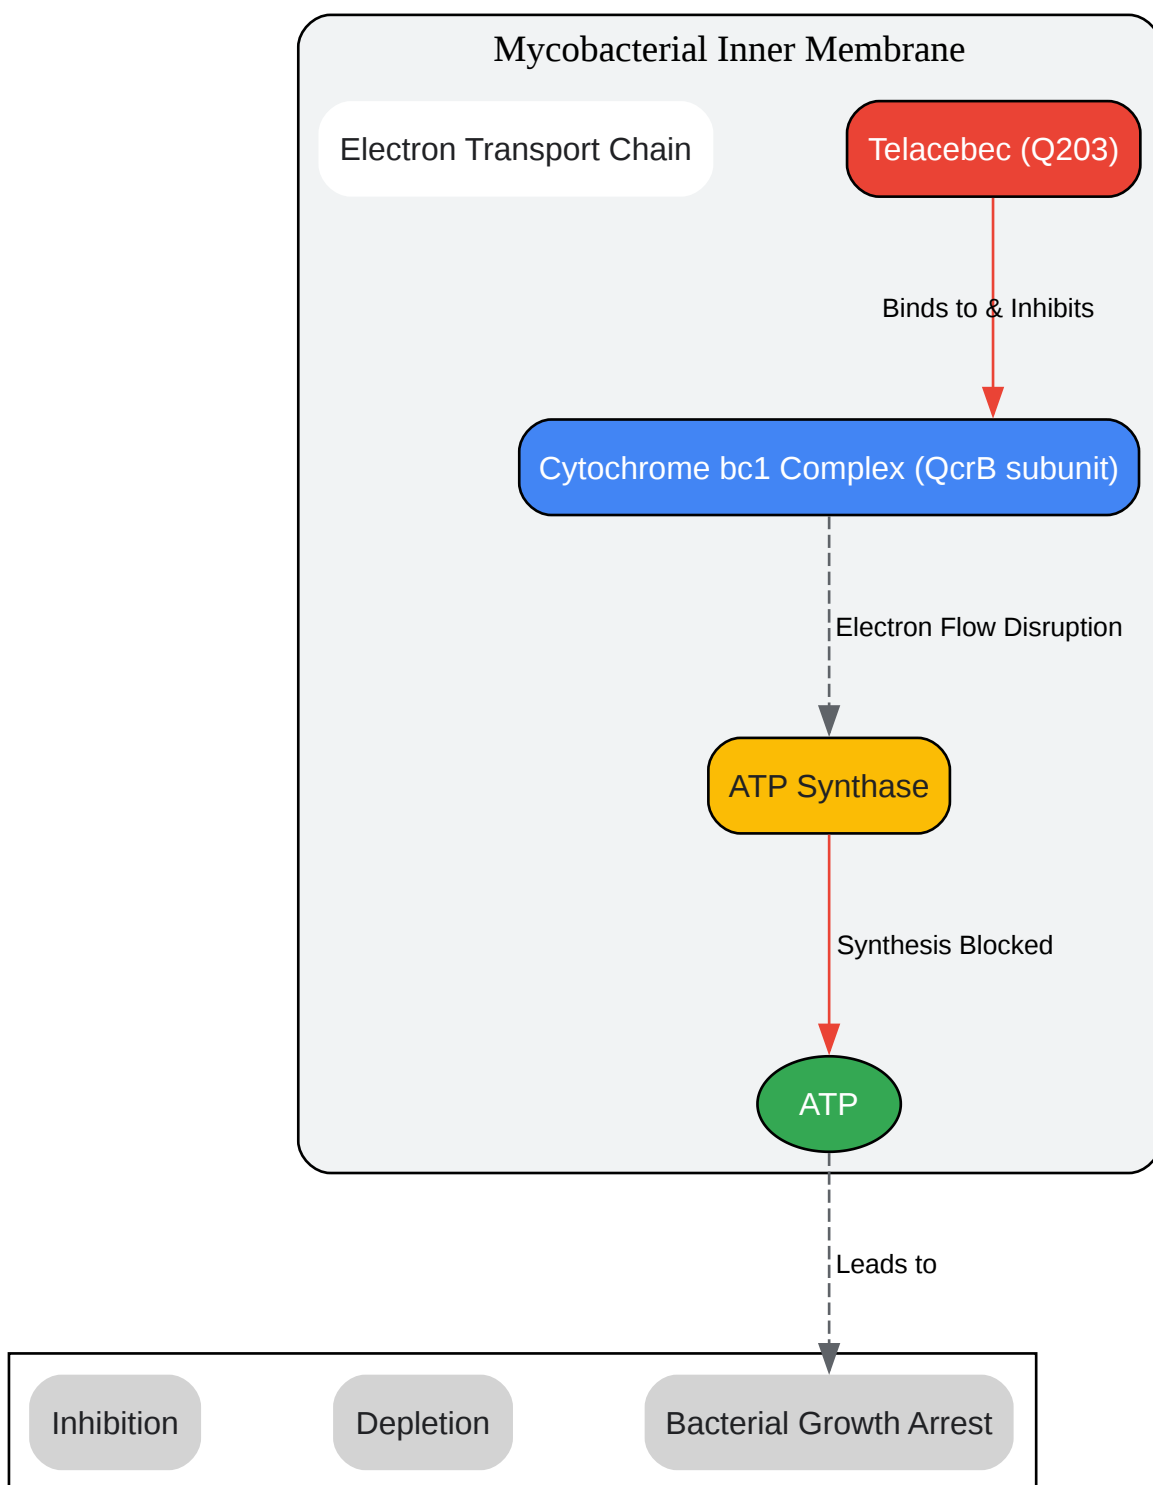 Mycobacterial Inner Membrane
Electron Transport Chain
Telacebec (Q203)
Binds to & Inhibits
Cytochrome bc1 Complex (QcrB subunit)
Electron Flow Disruption
ATP Synthase
Synthesis Blocked
ATP
Leads to
Inhibition
Depletion
Bacterial Growth Arrest